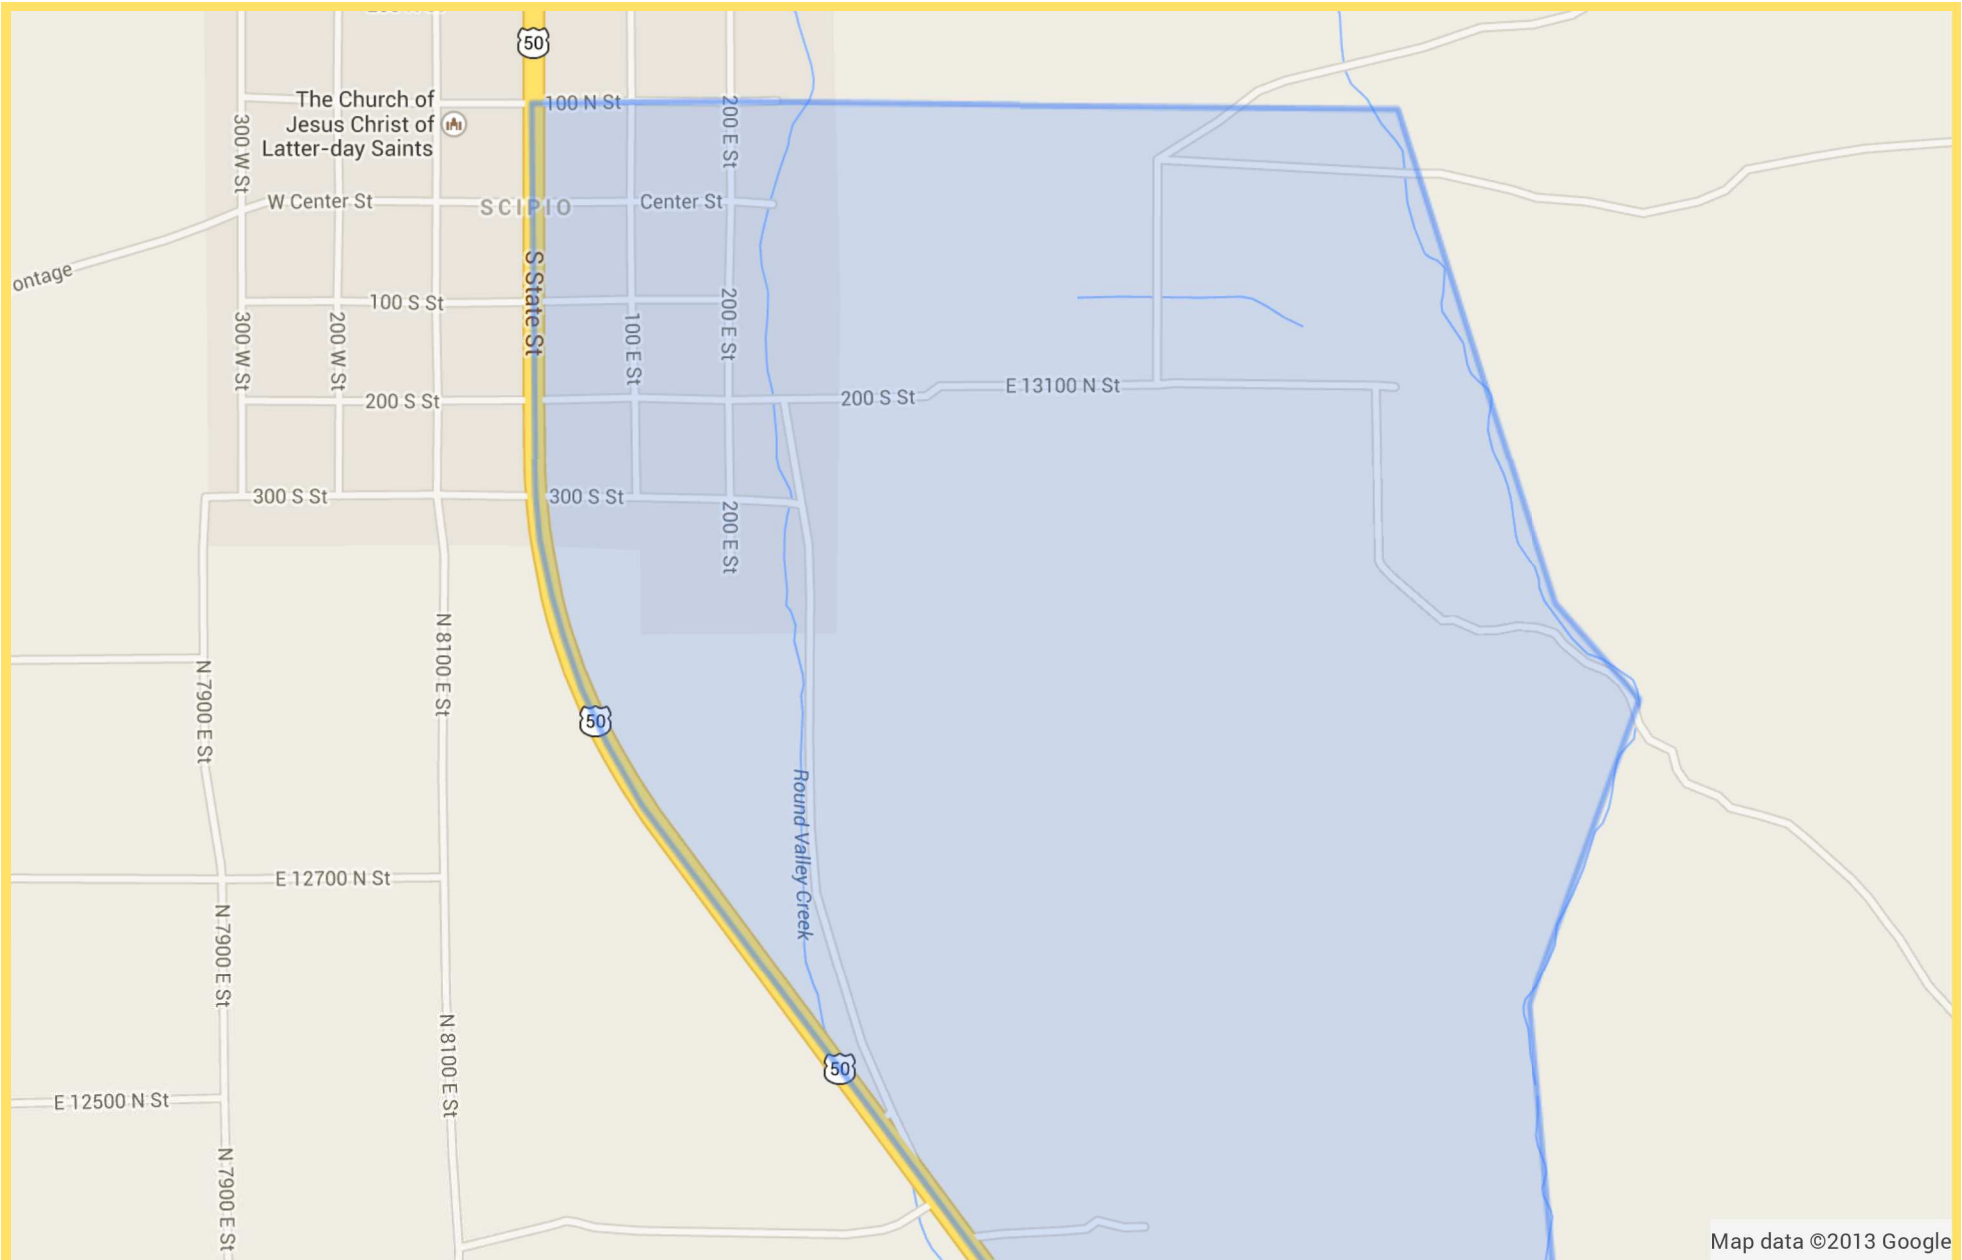 50
100 N St
The Church of
Jesus Christ of
Latter-day Saints
300 W St
200 E St
W Center St
SCIPIO
Center St
ontage
S State St
100 S St
300 W St
200 W St
100 E St
200 E St
200 S St
200 S St
E 13100 N St
300 S St
300 S St
200 E St
N 8100 E St
N 7900 E St
50
Round Valley Creek
E 12700 N St
N 7900 E St
N 8100 E St
50
E 12500 N St
N 7900 E St
Map data ©2013 Google